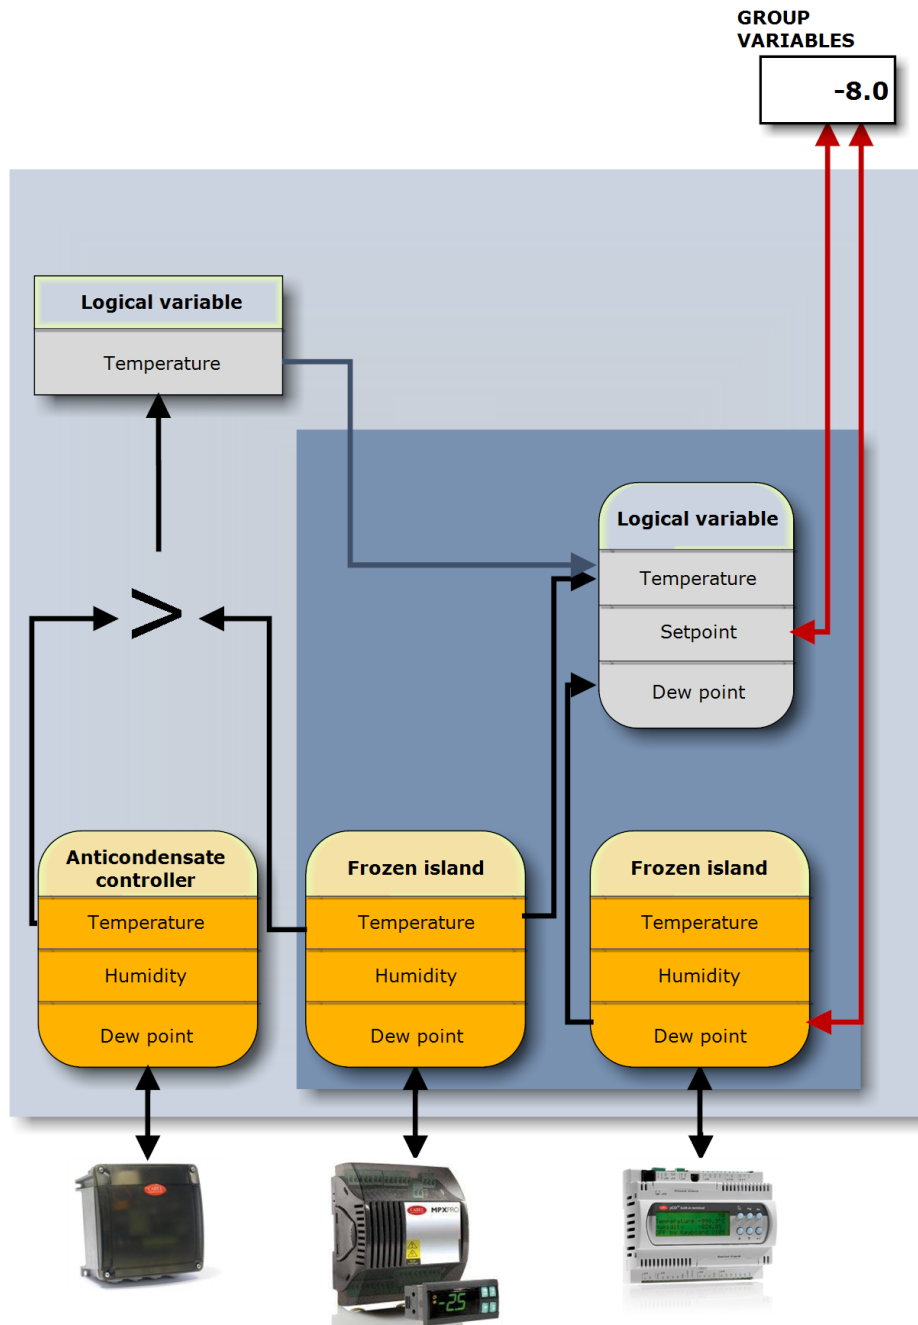 GROUP
VARIABLES
-8.0
Logical variable
Temperature
Logical variable
Temperature
Setpoint
Dew point
>
Anticondensate
controller
Temperature
Humidity
Dew point
Frozen island
Temperature
Humidity
Dew point
Frozen island
Temperature
Humidity
Dew point
CAREL
MPXPRO
-25